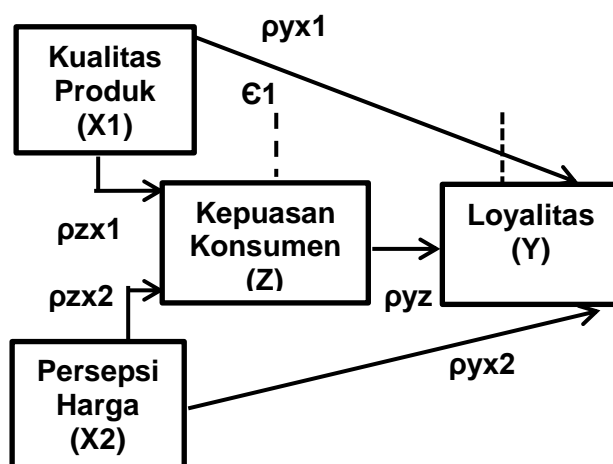 ρyx1
Kualitas
Produk
(X1)
Є1
ρzx1
Kepuasan
Konsumen
(Z)
Loyalitas
(Y)
ρzx2
ρyz
Persepsi
Harga
(X2)
ρyx2